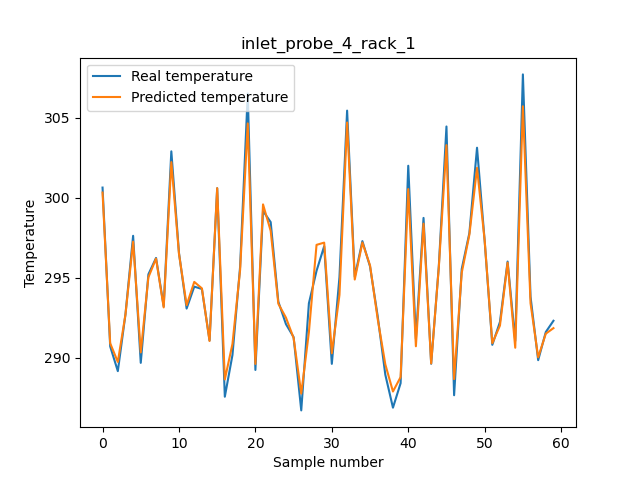 inlet_probe_4_rack_1
Real temperature
Predicted temperature
305
300
295
290
Temperature
0 10 20 30 40 50 60
Sample number